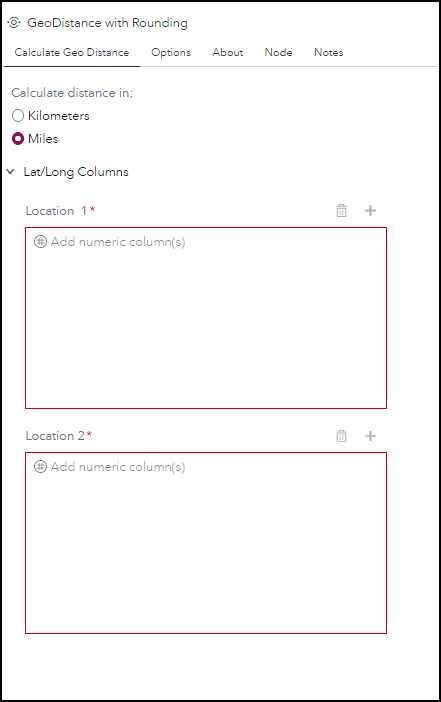 GeoDistance with Rounding
Calculate Geo Distance Options About Node Notes
Calculate distance in:
Kilometers
Miles
Lat/Long Columns
Location 1*
Add numeric column(s)
Location 2*
Add numeric column(s)